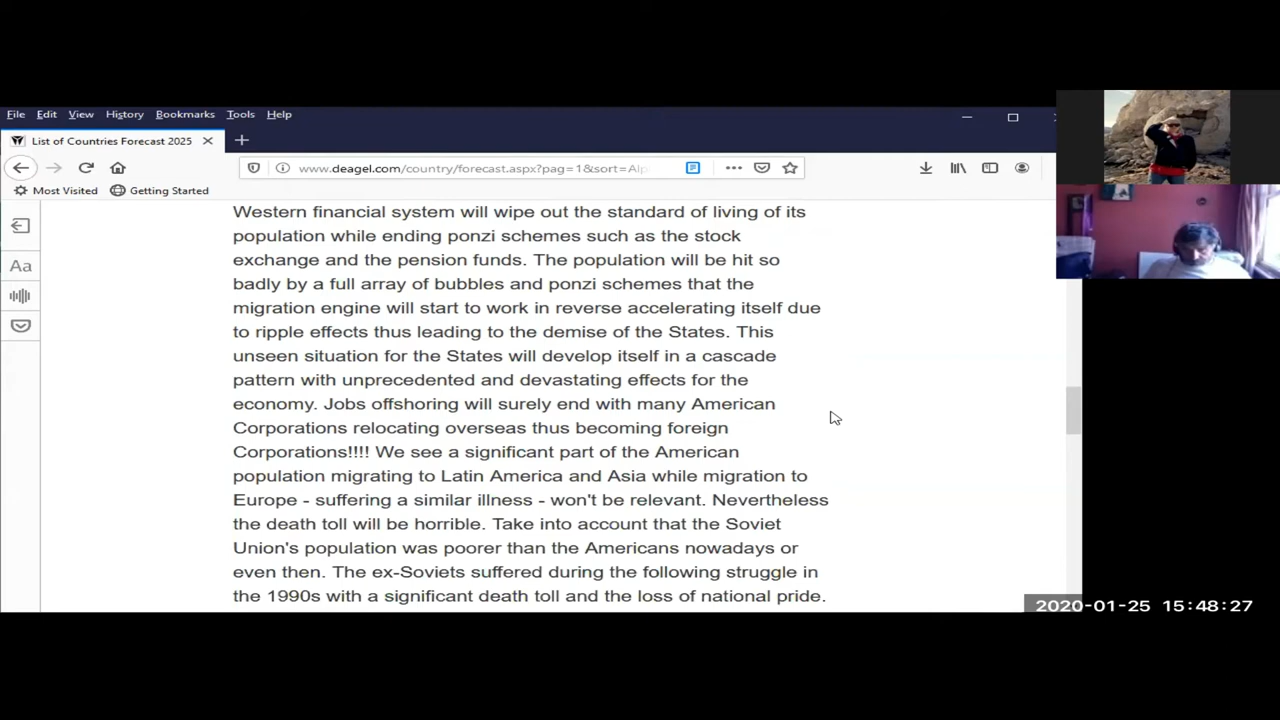 File Edit View History Bookmarks Tools Help
List of Countries Forecast 2025
www.deagel.com/country/forecast.aspx?pag=1&sort=Alp
Most Visited Getting Started
Aa
Western financial system will wipe out the standard of living of its
population while ending ponzi schemes such as the stock
exchange and the pension funds. The population will be hit so
badly by a full array of bubbles and ponzi schemes that the
migration engine will start to work in reverse accelerating itself due
to ripple effects thus leading to the demise of the States. This
unseen situation for the States will develop itself in a cascade
pattern with unprecedented and devastating effects for the
economy. Jobs offshoring will surely end with many American
Corporations relocating overseas thus becoming foreign
Corporations!!!! We see a significant part of the American
population migrating to Latin America and Asia while migration to
Europe - suffering a similar illness - won't be relevant. Nevertheless
the death toll will be horrible. Take into account that the Soviet
Union's population was poorer than the Americans nowadays or
even then. The ex-Soviets suffered during the following struggle in
the 1990s with a significant death toll and the loss of national pride.
2020-01-25 15:48:27